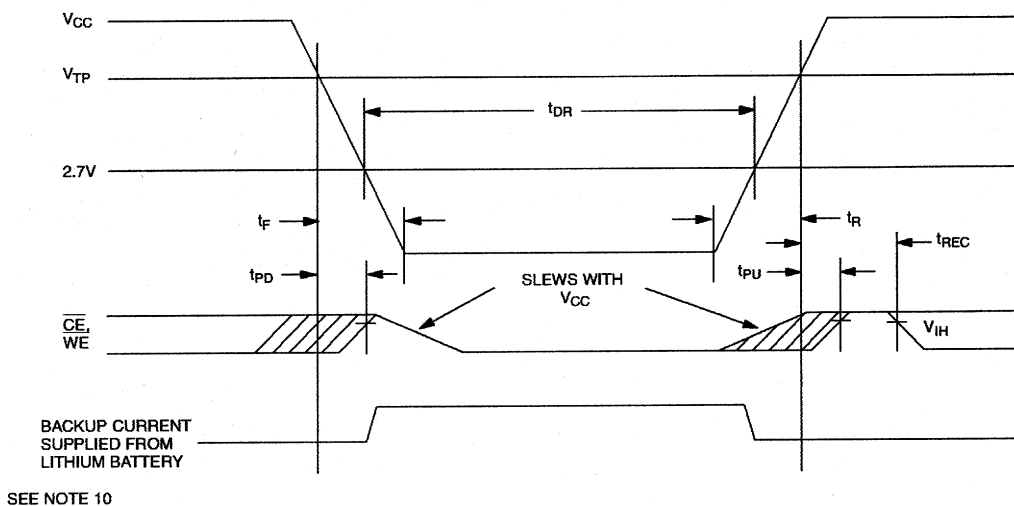 VCC
VTP
tDR
2.7V
tF
tR
tREC
tPD
tPU
SLEWS WITH
VCC
CE,
WE
VIH
BACKUP CURRENT
SUPPLIED FROM
LITHIUM BATTERY
SEE NOTE 10